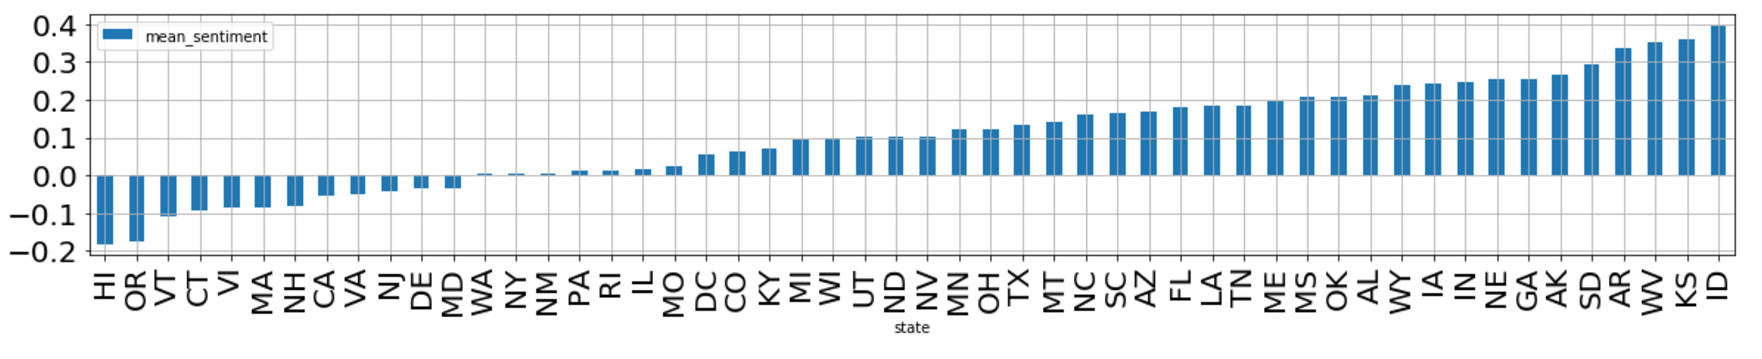 0.4
0.3
0.2
0.1
0.0
−0.1
−0.2
mean_sentiment
HI OR VT CT VI MA NH CA VA NJ DE MD WA NY NM PA RI IL MO DC CO KY MI WI UT ND NV MN OH TX MT NC SC AZ FL LA TN ME MS OK AL WY IA IN NE GA AK SD AR WV KS ID
state